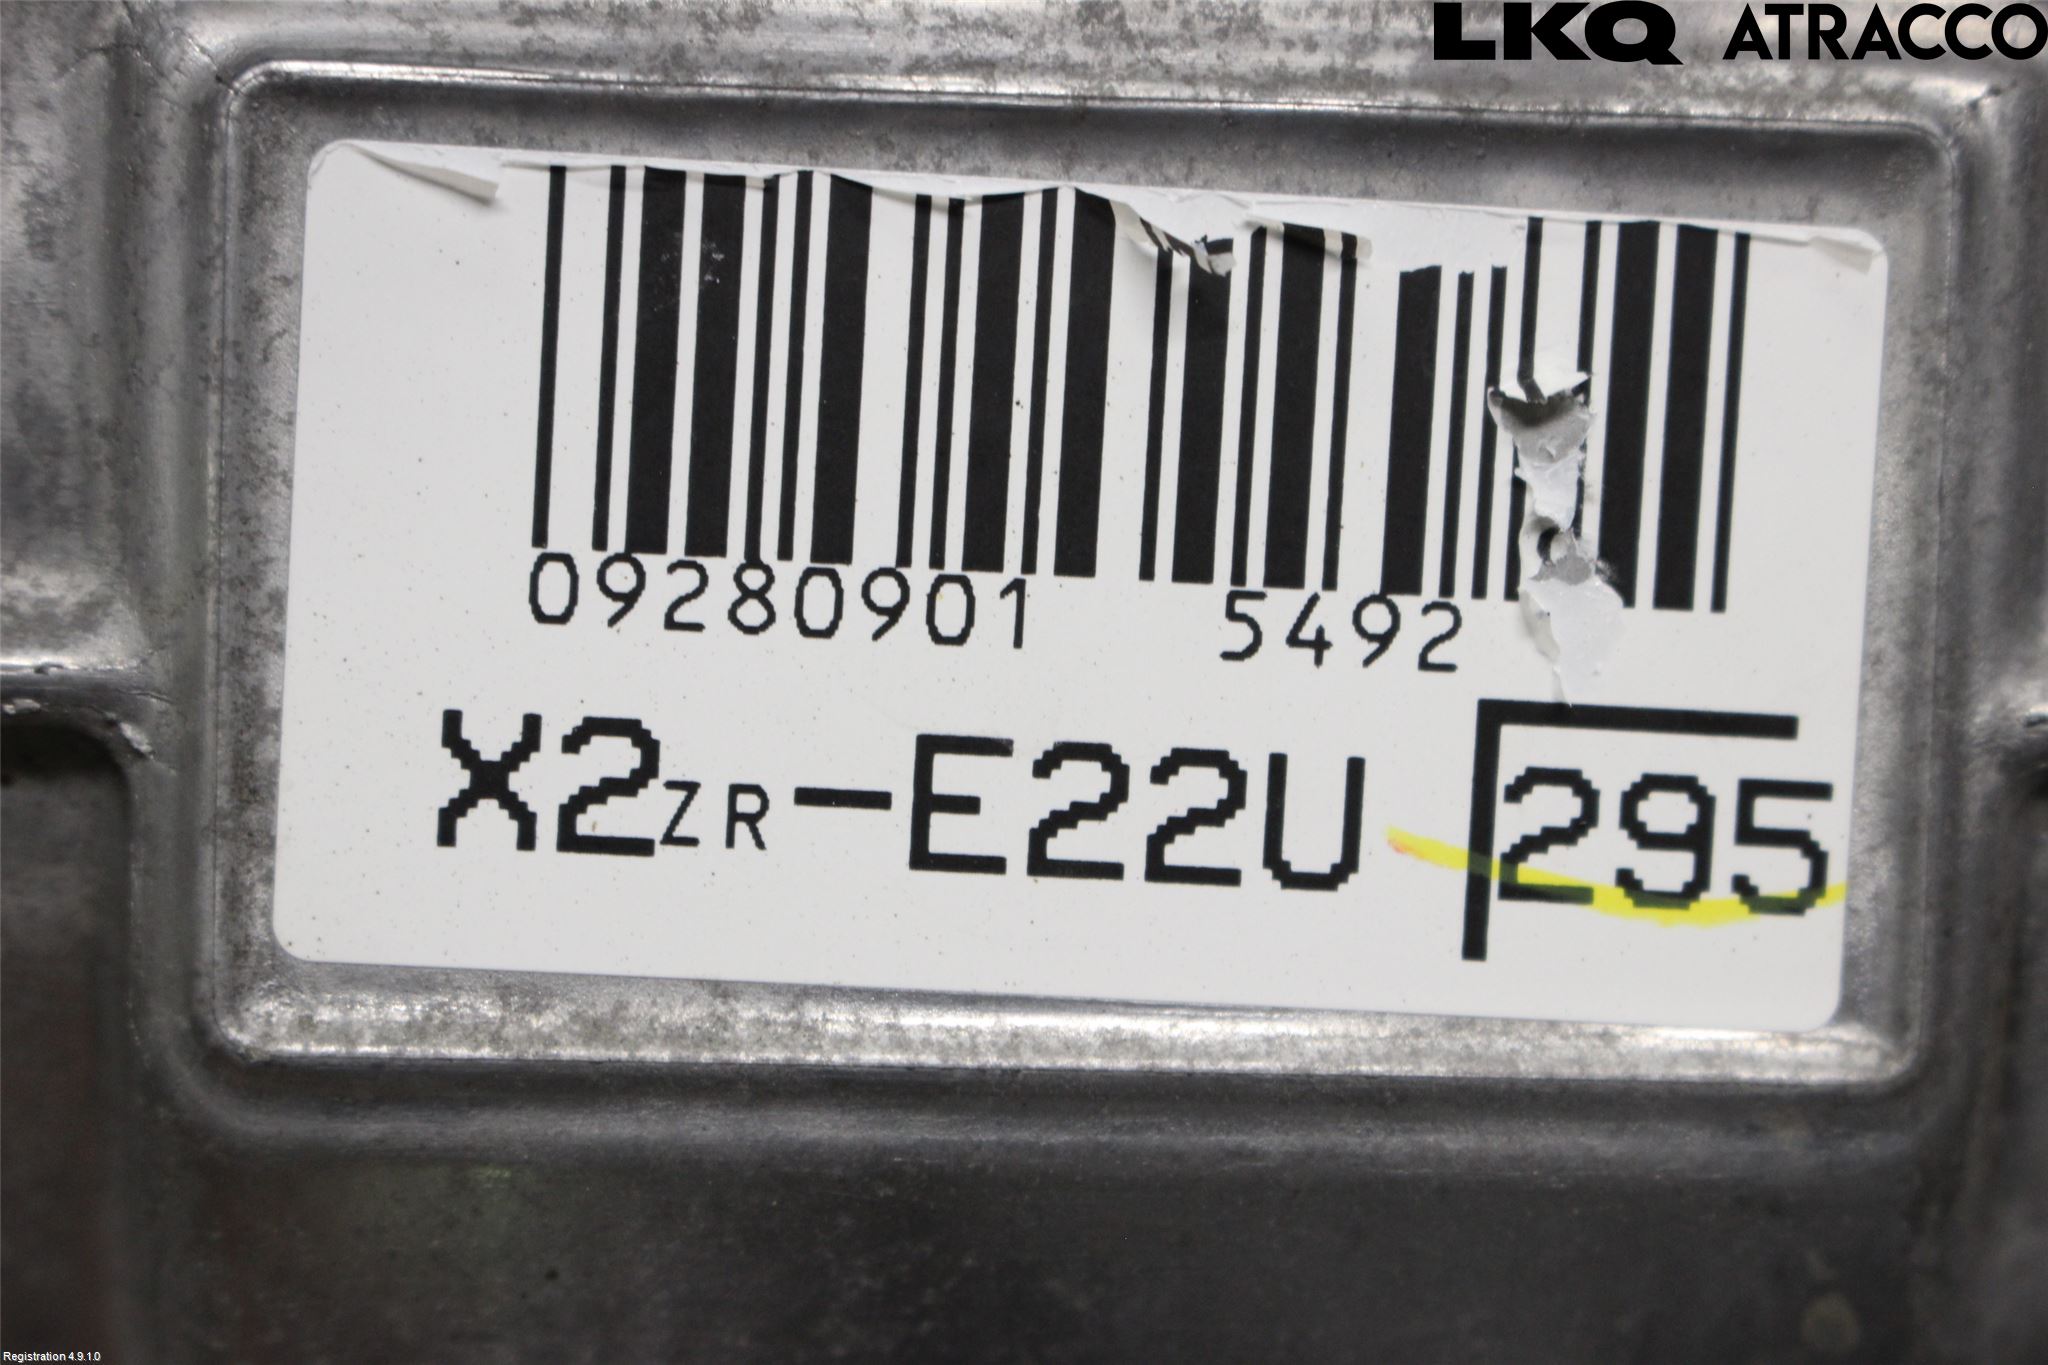 LKQ ATRACCO
09280901 5492
X2ZR-E22U 295
Registration 4.9.1.0